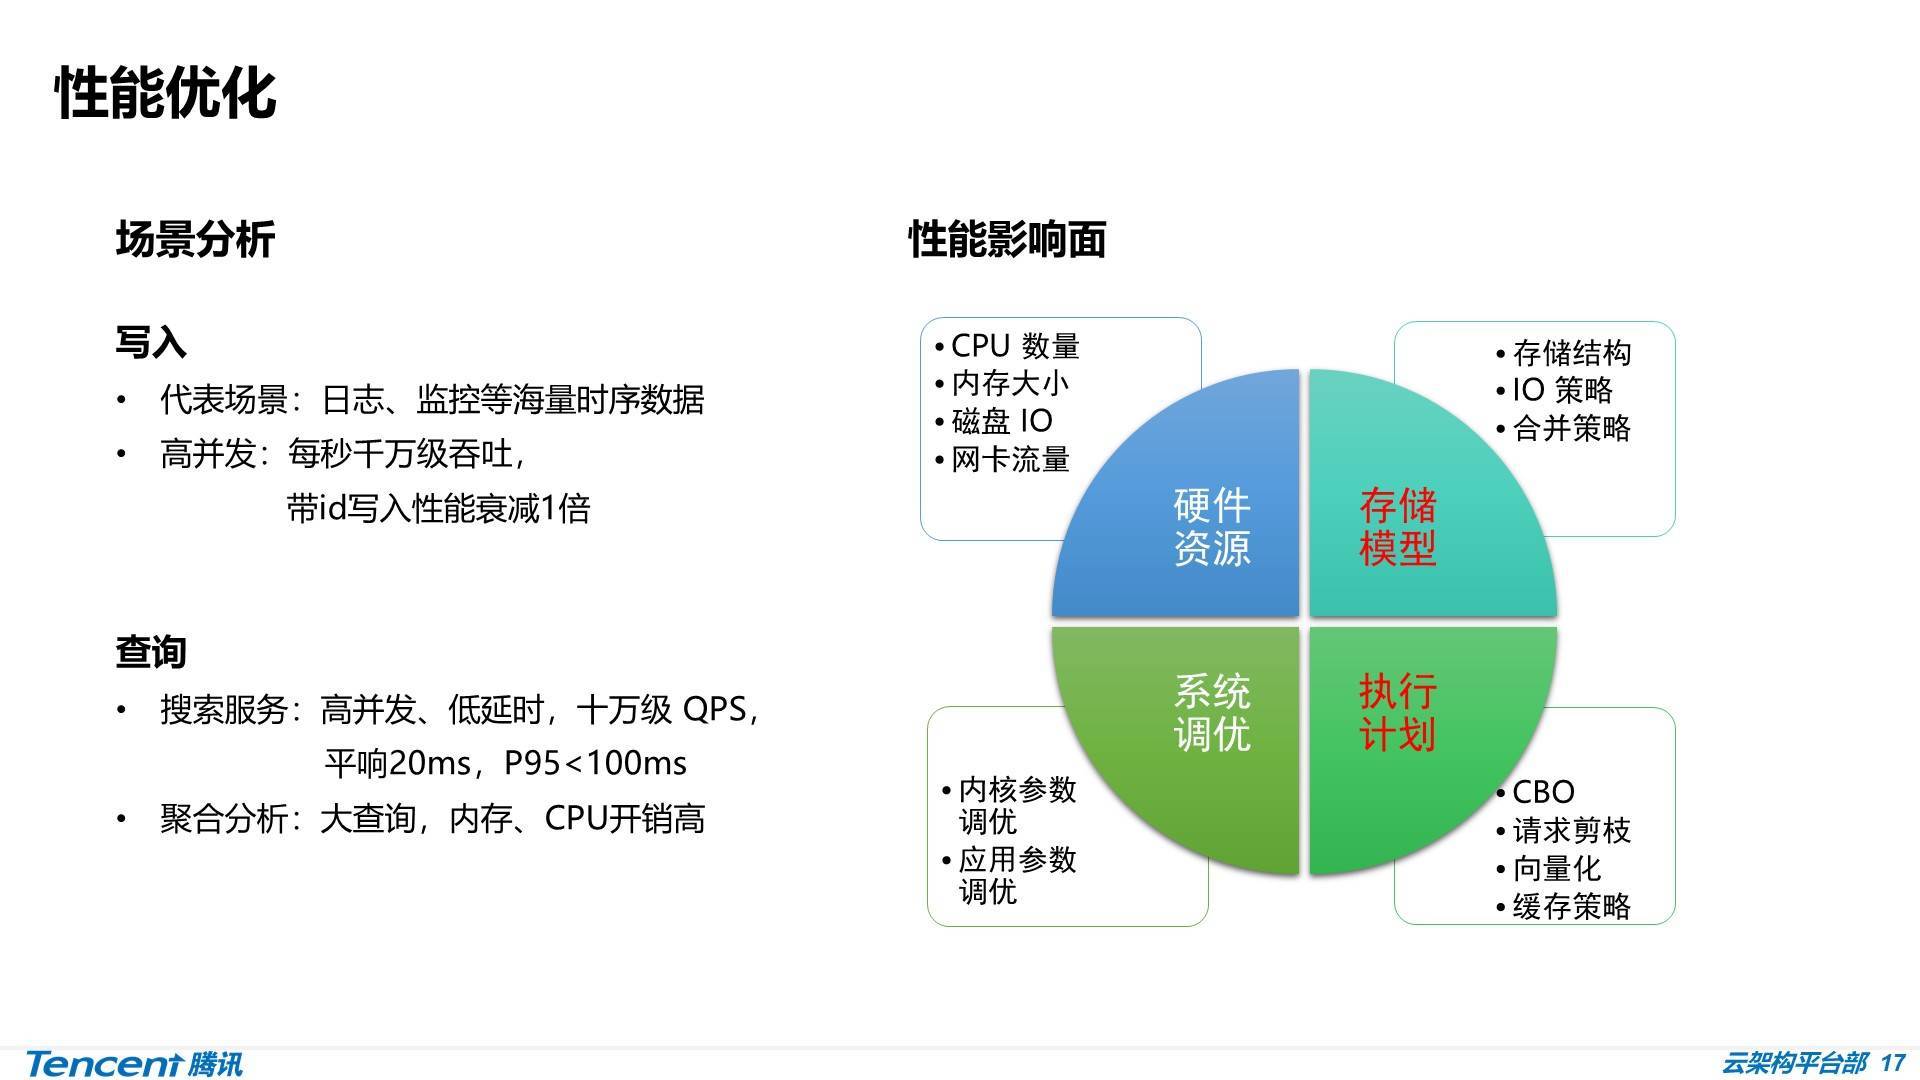 性能优化
场景分析
写入
• 代表场景：日志、监控等海量时序数据
• 高并发：每秒千万级吞吐，
带id写入性能衰减1倍
查询
• 搜索服务：高并发、低延时，十万级 QPS，
平响20ms，P95<100ms
• 聚合分析：大查询，内存、CPU开销高
性能影响面
• CPU 数量
• 内存大小
• 磁盘 IO
• 网卡流量
• 存储结构
• IO 策略
• 合并策略
硬件
资源
存储
模型
系统
调优
执行
计划
• 内核参数
调优
• 应用参数
调优
• CBO
• 请求剪枝
• 向量化
• 缓存策略
Tencent 腾讯
云架构平台部 17